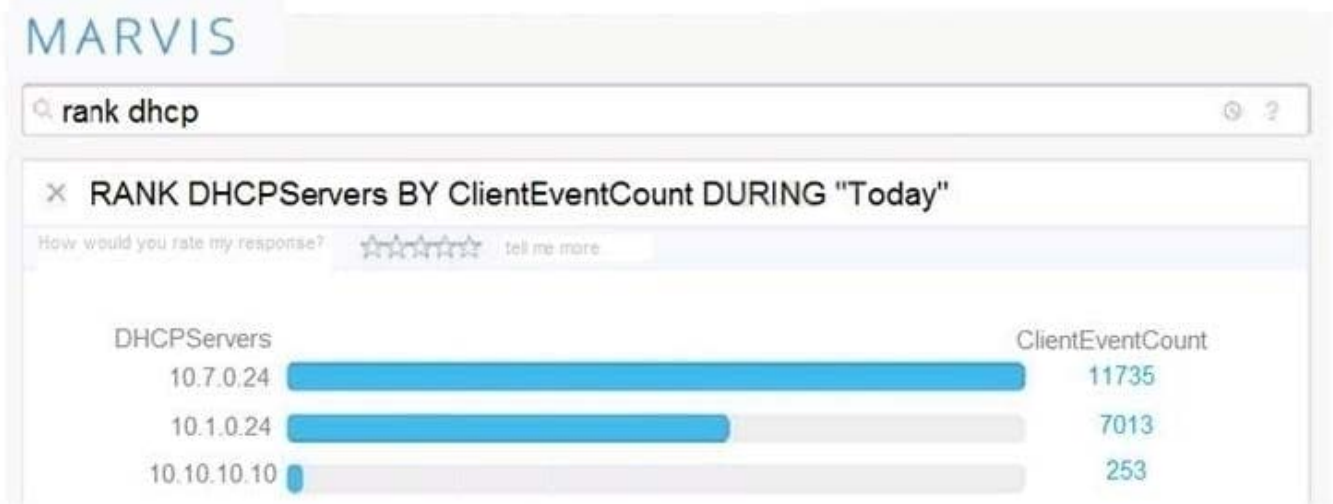 MARVIS
rank dhcp ?
× RANK DHCPServers BY ClientEventCount DURING "Today"
How would you rate my response? tell me more
DHCPServers ClientEventCount
10.7.0.24 11735
10.1.0.24 7013
10.10.10.10 253